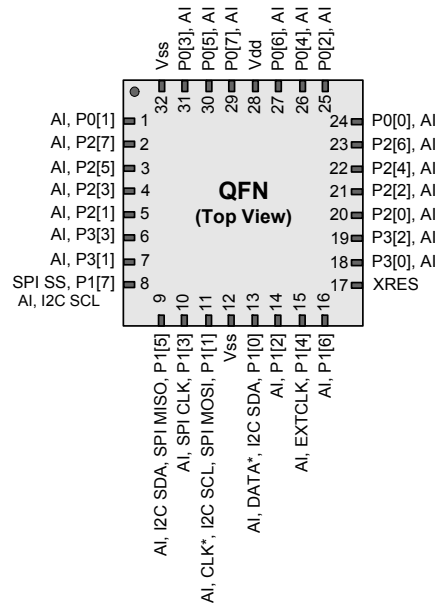 Vss
P0[3], AI
P0[5], AI
P0[7], AI
Vdd
P0[6], AI
P0[4], AI
P0[2], AI
32
31
30
29
28
27
26
25
AI, P0[1] 1
AI, P2[7] 2
AI, P2[5] 3
AI, P2[3] 4
AI, P2[1] 5
AI, P3[3] 6
AI, P3[1] 7
SPI SS, P1[7] 8
AI, I2C SCL
QFN
(Top View)
24 P0[0], AI
23 P2[6], AI
22 P2[4], AI
21 P2[2], AI
20 P2[0], AI
19 P3[2], AI
18 P3[0], AI
17 XRES
9
10
11
12
13
14
15
16
AI, I2C SDA, SPI MISO, P1[5]
AI, SPI CLK, P1[3]
AI, CLK*, I2C SCL, SPI MOSI, P1[1]
Vss
AI, DATA*, I2C SDA, P1[0]
AI, P1[2]
AI, EXTCLK, P1[4]
AI, P1[6]